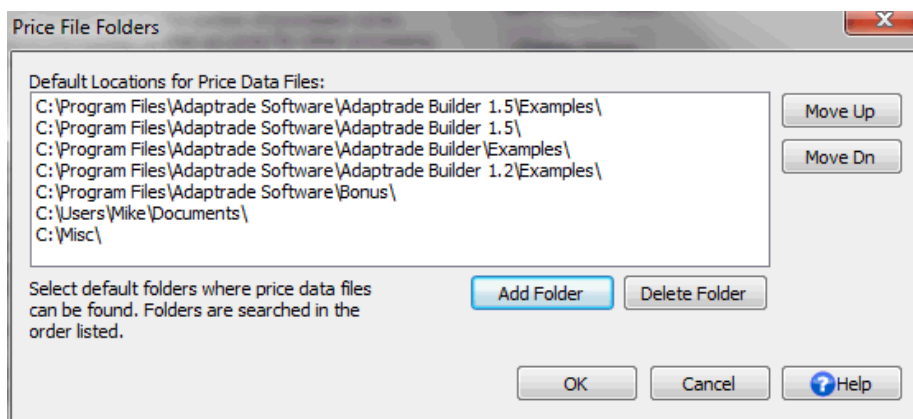 Price File Folders
Default Locations for Price Data Files:
C:\Program Files\Adaptrade Software\Adaptrade Builder 1.5\Examples\
C:\Program Files\Adaptrade Software\Adaptrade Builder 1.5\
C:\Program Files\Adaptrade Software\Adaptrade Builder\Examples\
C:\Program Files\Adaptrade Software\Adaptrade Builder 1.2\Examples\
C:\Program Files\Adaptrade Software\Bonus\
C:\Users\Mike\Documents\
C:\Misc\
Move Up
Move Dn
Select default folders where price data files
can be found. Folders are searched in the
order listed.
Add Folder
Delete Folder
OK
Cancel
Help